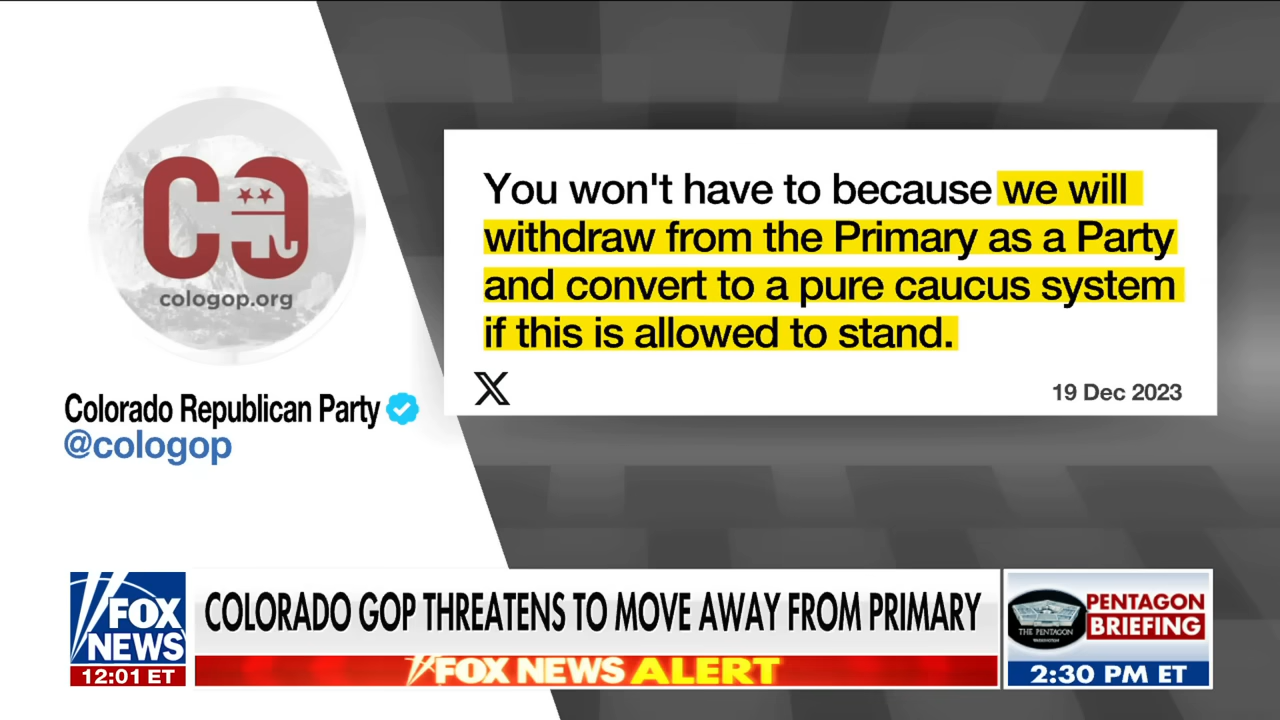 CO
cologop.org
Colorado Republican Party
@cologop
You won't have to because we will
withdraw from the Primary as a Party
and convert to a pure caucus system
if this is allowed to stand.
X
19 Dec 2023
FOX
NEWS
12:01 ET
COLORADO GOP THREATENS TO MOVE AWAY FROM PRIMARY
FOX NEWS ALERT
THE PENTAGON
WASHINGTON
PENTAGON
BRIEFING
2:30 PM ET